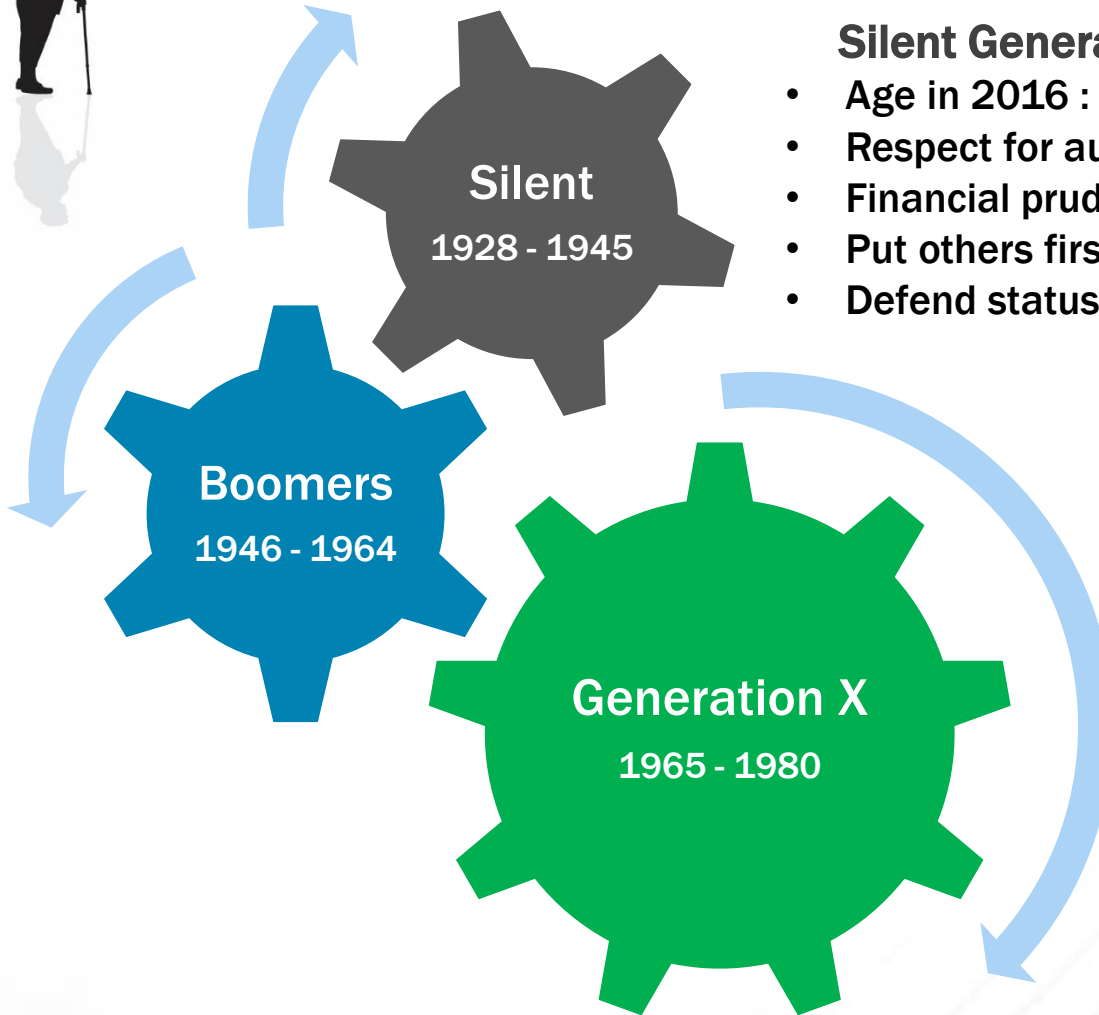 Silent Genera
• Age in 2016 :
• Respect for au
• Financial prud
• Put others firs
• Defend status
Silent
1928 - 1945
Boomers
1946 - 1964
Generation X
1965 - 1980